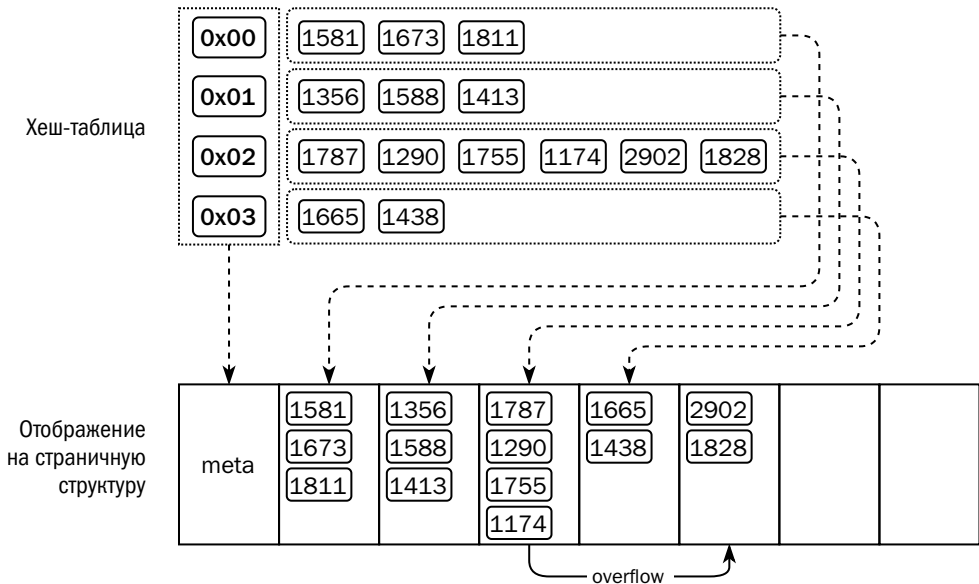 0x00 1581 1673 1811
0x01 1356 1588 1413
Хеш-таблица
0x02 1787 1290 1755 1174 2902 1828
0x03 1665 1438
Отображение
на страничную
структуру
meta
1581
1673
1811
1356
1588
1413
1787
1290
1755
1174
1665
1438
2902
1828
overflow